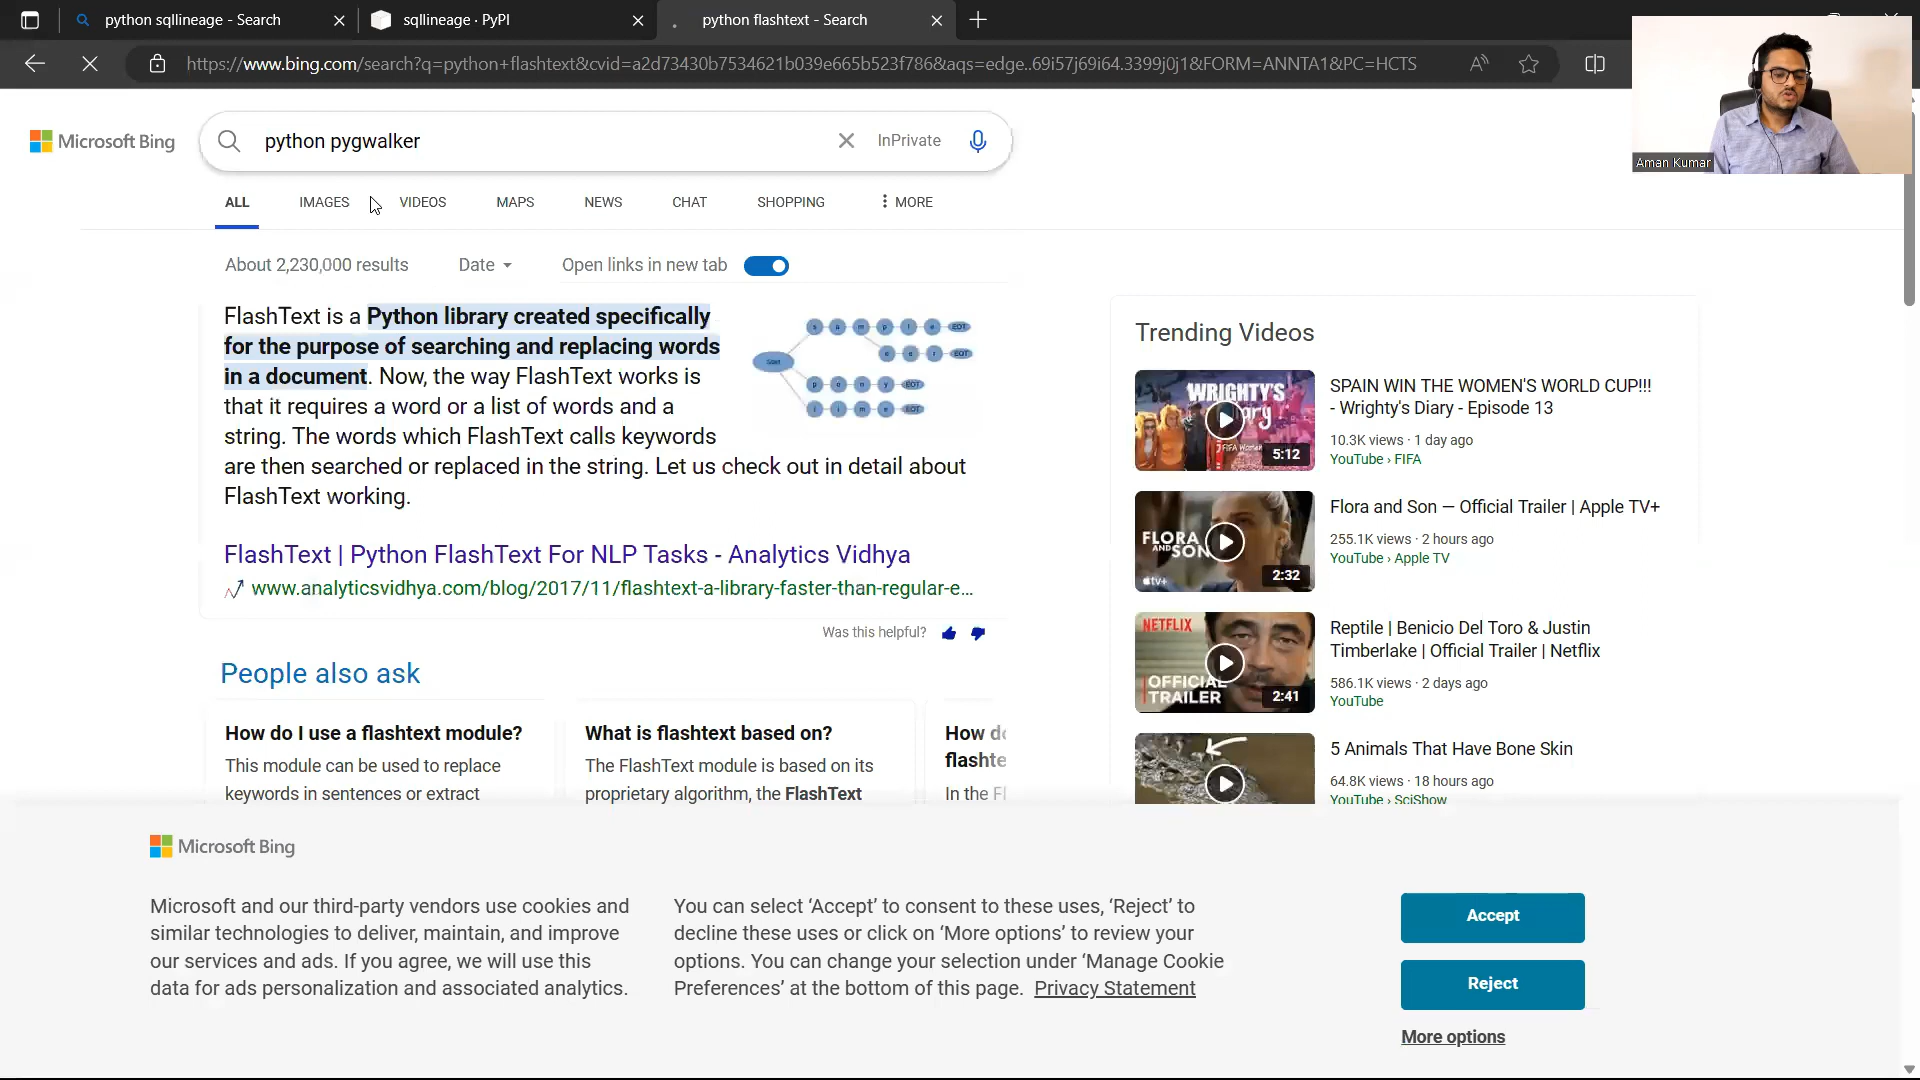 python sqllineage - Search
sqllineage · PyPI
python flashtext - Search
https://www.bing.com/search?q=python+flashtext&cvid=a2d73430b7534621b039e665b523f786&aqs=edge..69i57j69i64.3399j0j1&FORM=ANNTA1&PC=HCTS
Aman Kumar
Microsoft Bing
python pygwalker
InPrivate
ALL
IMAGES
VIDEOS
MAPS
NEWS
CHAT
SHOPPING
MORE
About 2,230,000 results
Date
Open links in new tab
FlashText is a Python library created specifically
for the purpose of searching and replacing words
in a document. Now, the way FlashText works is
that it requires a word or a list of words and a
string. The words which FlashText calls keywords
are then searched or replaced in the string. Let us check out in detail about
FlashText working.
FlashText | Python FlashText For NLP Tasks - Analytics Vidhya
www.analyticsvidhya.com/blog/2017/11/flashtext-a-library-faster-than-regular-e...
Was this helpful?
People also ask
How do I use a flashtext module?
This module can be used to replace
keywords in sentences or extract
What is flashtext based on?
The FlashText module is based on its
proprietary algorithm, the FlashText
How do
flashte
In the Fl
Trending Videos
WRIGHTY'S
5:12
SPAIN WIN THE WOMEN'S WORLD CUP!!!
- Wrighty's Diary - Episode 13
10.3K views · 1 day ago
YouTube › FIFA
FLORA
AND SON
tv+
2:32
Flora and Son — Official Trailer | Apple TV+
255.1K views · 2 hours ago
YouTube › Apple TV
NETFLIX
OFFICIAL
TRAILER
2:41
Reptile | Benicio Del Toro & Justin
Timberlake | Official Trailer | Netflix
586.1K views · 2 days ago
YouTube
5 Animals That Have Bone Skin
64.8K views · 18 hours ago
YouTube › SciShow
Microsoft Bing
Microsoft and our third-party vendors use cookies and
similar technologies to deliver, maintain, and improve
our services and ads. If you agree, we will use this
data for ads personalization and associated analytics.
You can select ‘Accept’ to consent to these uses, ‘Reject’ to
decline these uses or click on ‘More options’ to review your
options. You can change your selection under ‘Manage Cookie
Preferences’ at the bottom of this page. Privacy Statement
Accept
Reject
More options